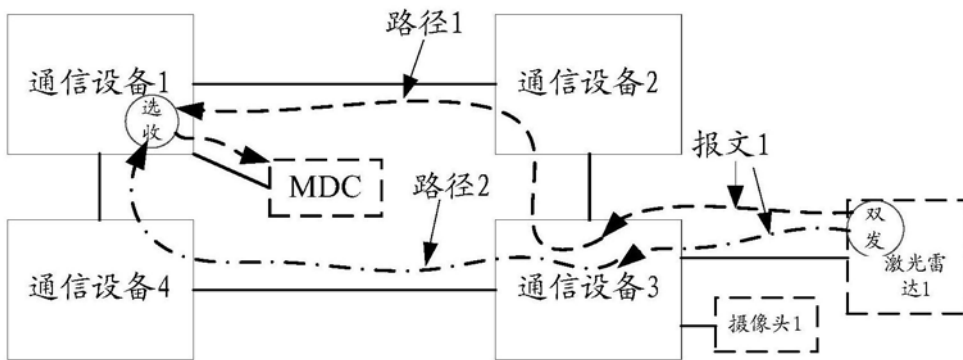 路径1
通信设备1
通信设备2
选
收
报文1
MDC
路径2
双
发
激光雷
达1
通信设备4
通信设备3
摄像头1